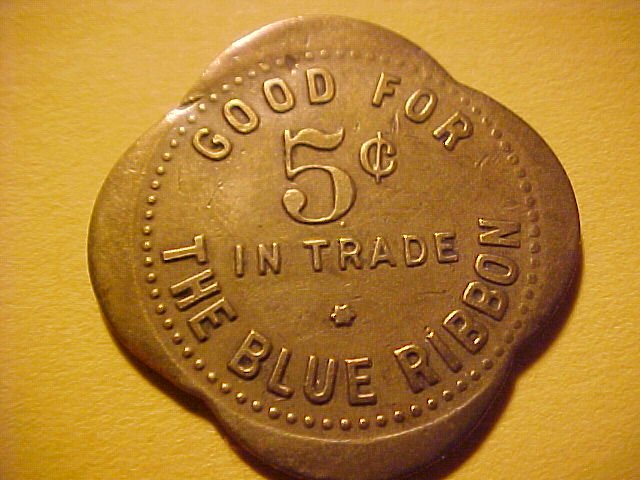 GOOD FOR
5¢
IN TRADE
THE BLUE RIBBON